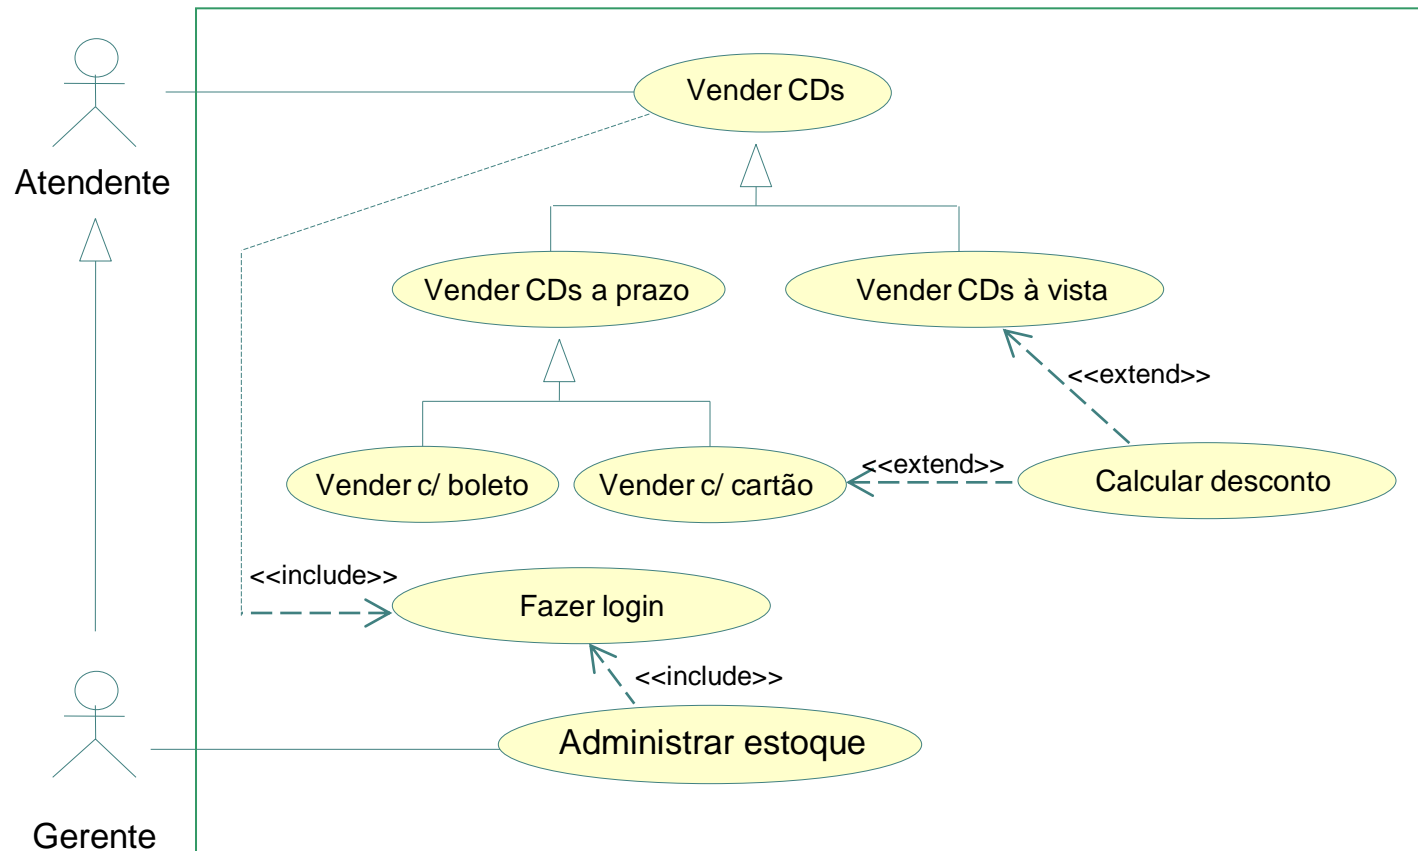 Vender CDs
Atendente
Vender CDs a prazo
Vender CDs à vista
<<extend>>
<<extend>>
Vender c/ boleto
Vender c/ cartão
Calcular desconto
<<include>>
Fazer login
<<include>>
Administrar estoque
Gerente